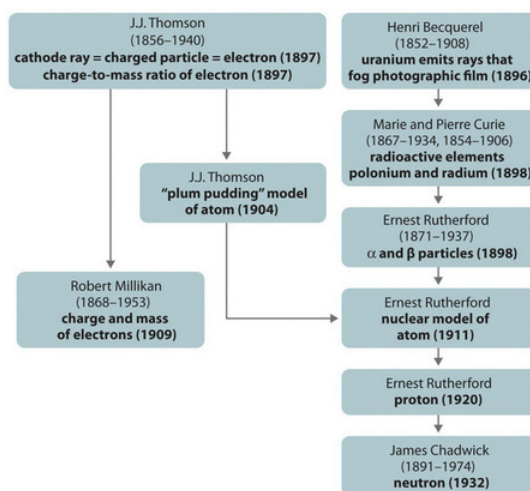 J.J. Thomson
(1856–1940)
cathode ray = charged particle = electron (1897)
charge-to-mass ratio of electron (1897)
Henri Becquerel
(1852–1908)
uranium emits rays that
fog photographic film (1896)
Marie and Pierre Curie
(1867–1934, 1854–1906)
radioactive elements
polonium and radium (1898)
J.J. Thomson
“plum pudding” model
of atom (1904)
Ernest Rutherford
(1871–1937)
α and β particles (1898)
Robert Millikan
(1868–1953)
charge and mass
of electrons (1909)
Ernest Rutherford
nuclear model of
atom (1911)
Ernest Rutherford
proton (1920)
James Chadwick
(1891–1974)
neutron (1932)